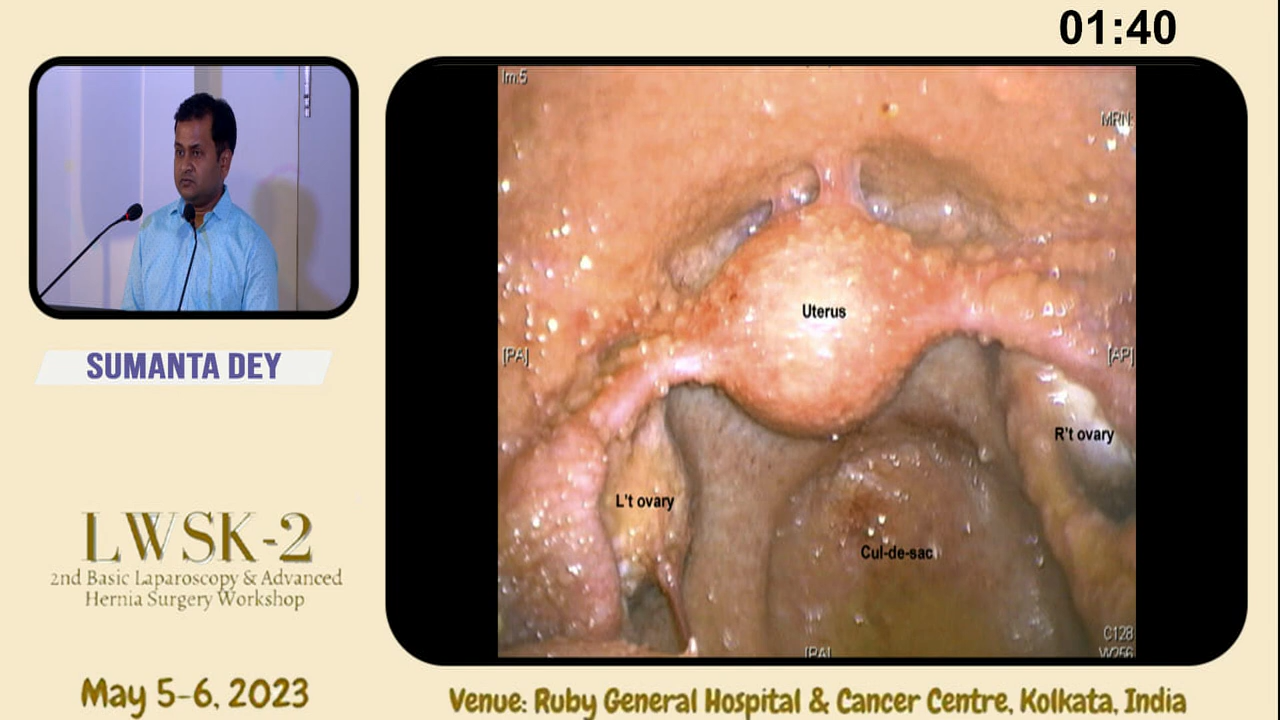 01:40
Im:5
MRN:
Uterus
[PA]
[AP]
R't ovary
L't ovary
Cul-de-sac
C128
[PA]
W256
SUMANTA DEY
LWSK-2
2nd Basic Laparoscopy & Advanced
Hernia Surgery Workshop
May 5-6, 2023
Venue: Ruby General Hospital & Cancer Centre, Kolkata, India